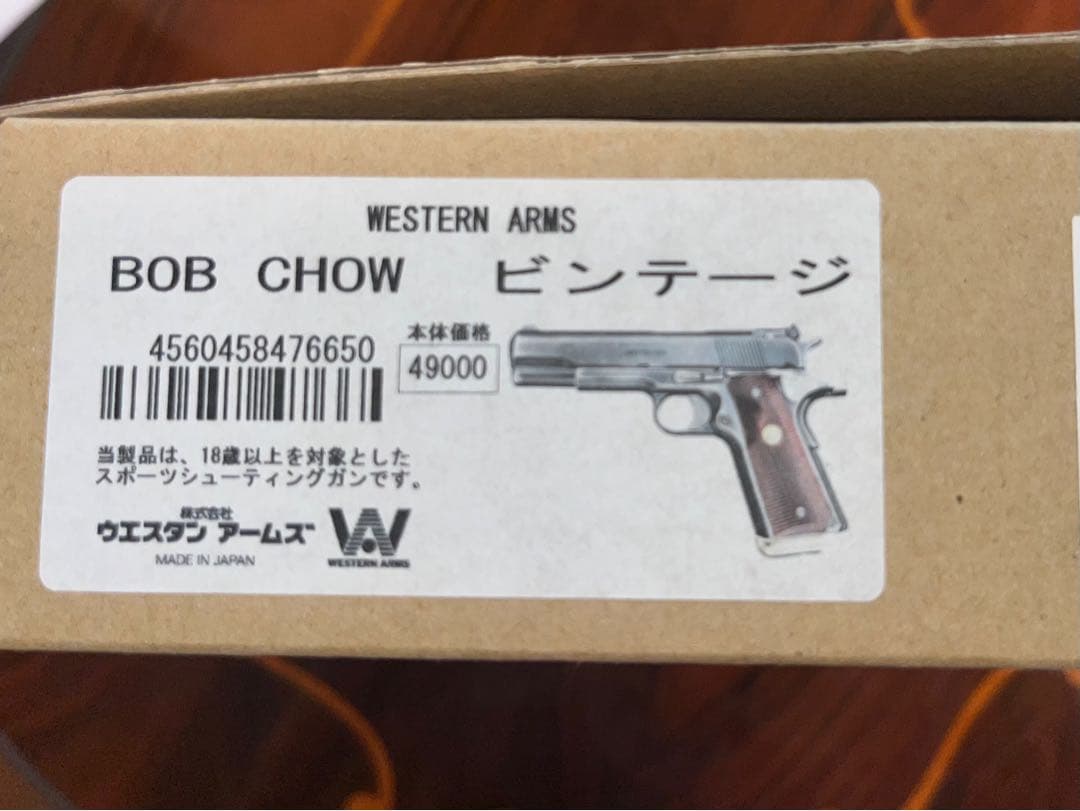 WESTERN ARMS
BOB CHOW ビンテージ
4560458476650
本体価格
49000
当製品は、18歳以上を対象とした
スポーツシューティングガンです。
株式会社
ウエスタン アームズ
MADE IN JAPAN
WESTERN ARMS